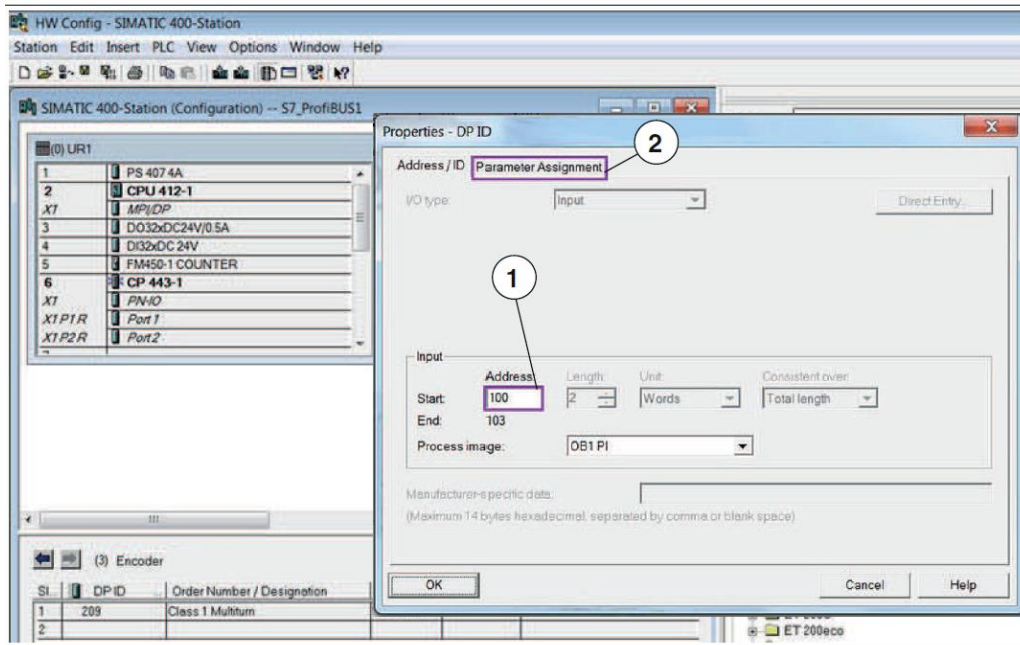 HW Config - SIMATIC 400-Station
Station Edit Insert PLC View Options Window Help
SIMATIC 400-Station (Configuration) -- S7_ProfiBUS1
(0) UR1
1 PS 407 4A
2 CPU 412-1
X1 MPI/DP
3 DO32xDC24V/0.5A
4 DI32xDC 24V
5 FM450-1 COUNTER
6 CP 443-1
X1 PN-IO
X1 P1 R Port 1
X1 P2 R Port 2
Properties - DP ID
2
Address / ID Parameter Assignment
I/O type: Input Direct Entry...
1
Input
Address: Length: Unit: Consistent over:
Start: 100 2 Words Total length
End: 103
Process image: OB1 PI
Manufacturer-specific data:
(Maximum 14 bytes hexadecimal, separated by comma or blank space)
OK Cancel Help
(3) Encoder
Sl... DP ID ... Order Number / Designation
1 209 Class 1 Multiturn
2
ET 200eco